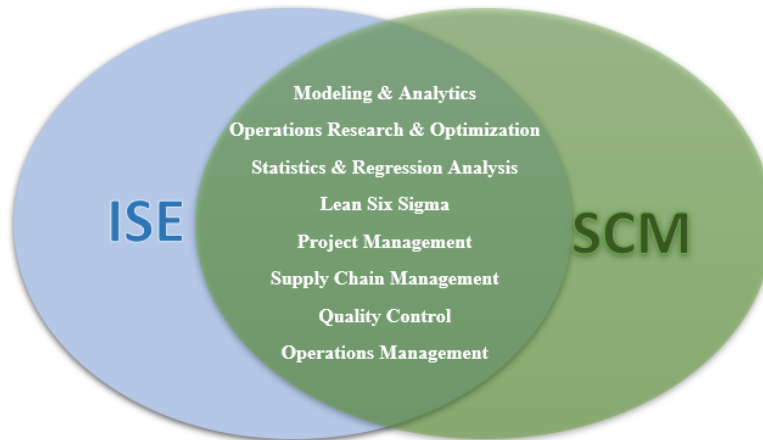 Modeling & Analytics
Operations Research & Optimization
Statistics & Regression Analysis
Lean Six Sigma
ISE
Project Management
SCM
Supply Chain Management
Quality Control
Operations Management